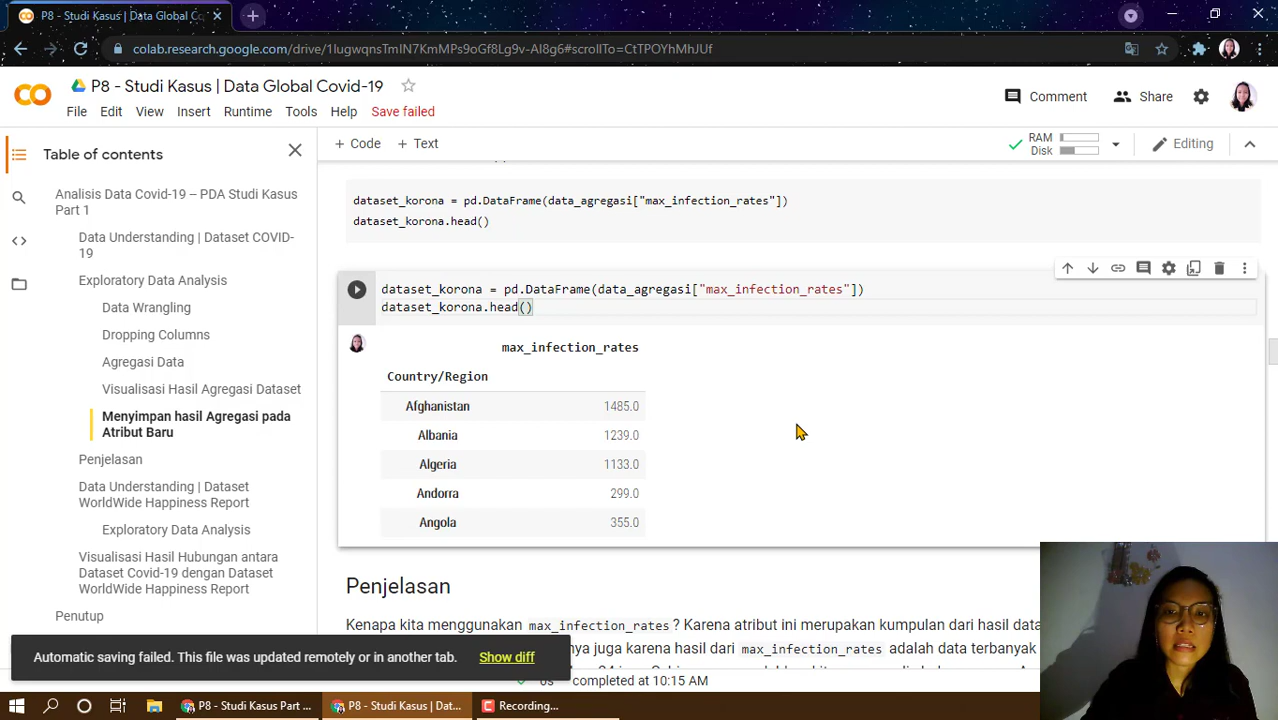 P8 - Studi Kasus | Data Global Co
colab.research.google.com/drive/1lugwqnsTmIN7KmMPs9oGf8Lg9v-AI8g6#scrollTo=CtTPOYhMhJUf
P8 - Studi Kasus | Data Global Covid-19
File Edit View Insert Runtime Tools Help Save failed
Comment Share
Table of contents
+ Code + Text
RAM
Disk
Editing
Analisis Data Covid-19 – PDA Studi Kasus
Part 1
Data Understanding | Dataset COVID-
19
Exploratory Data Analysis
Data Wrangling
Dropping Columns
Agregasi Data
Visualisasi Hasil Agregasi Dataset
Menyimpan hasil Agregasi pada
Atribut Baru
Penjelasan
Data Understanding | Dataset
WorldWide Happiness Report
Exploratory Data Analysis
Visualisasi Hasil Hubungan antara
Dataset Covid-19 dengan Dataset
WorldWide Happiness Report
Penutup
dataset_korona = pd.DataFrame(data_agregasi["max_infection_rates"])
dataset_korona.head()
dataset_korona = pd.DataFrame(data_agregasi["max_infection_rates"])
dataset_korona.head()
max_infection_rates
Country/Region
Afghanistan 1485.0
Albania 1239.0
Algeria 1133.0
Andorra 299.0
Angola 355.0
Penjelasan
Kenapa kita menggunakan max_infection_rates? Karena atribut ini merupakan kumpulan dari hasil data
nya juga karena hasil dari max_infection_rates adalah data terbanyak
Automatic saving failed. This file was updated remotely or in another tab. Show diff
0s completed at 10:15 AM
P8 - Studi Kasus Part ...
P8 - Studi Kasus | Dat...
Recording...